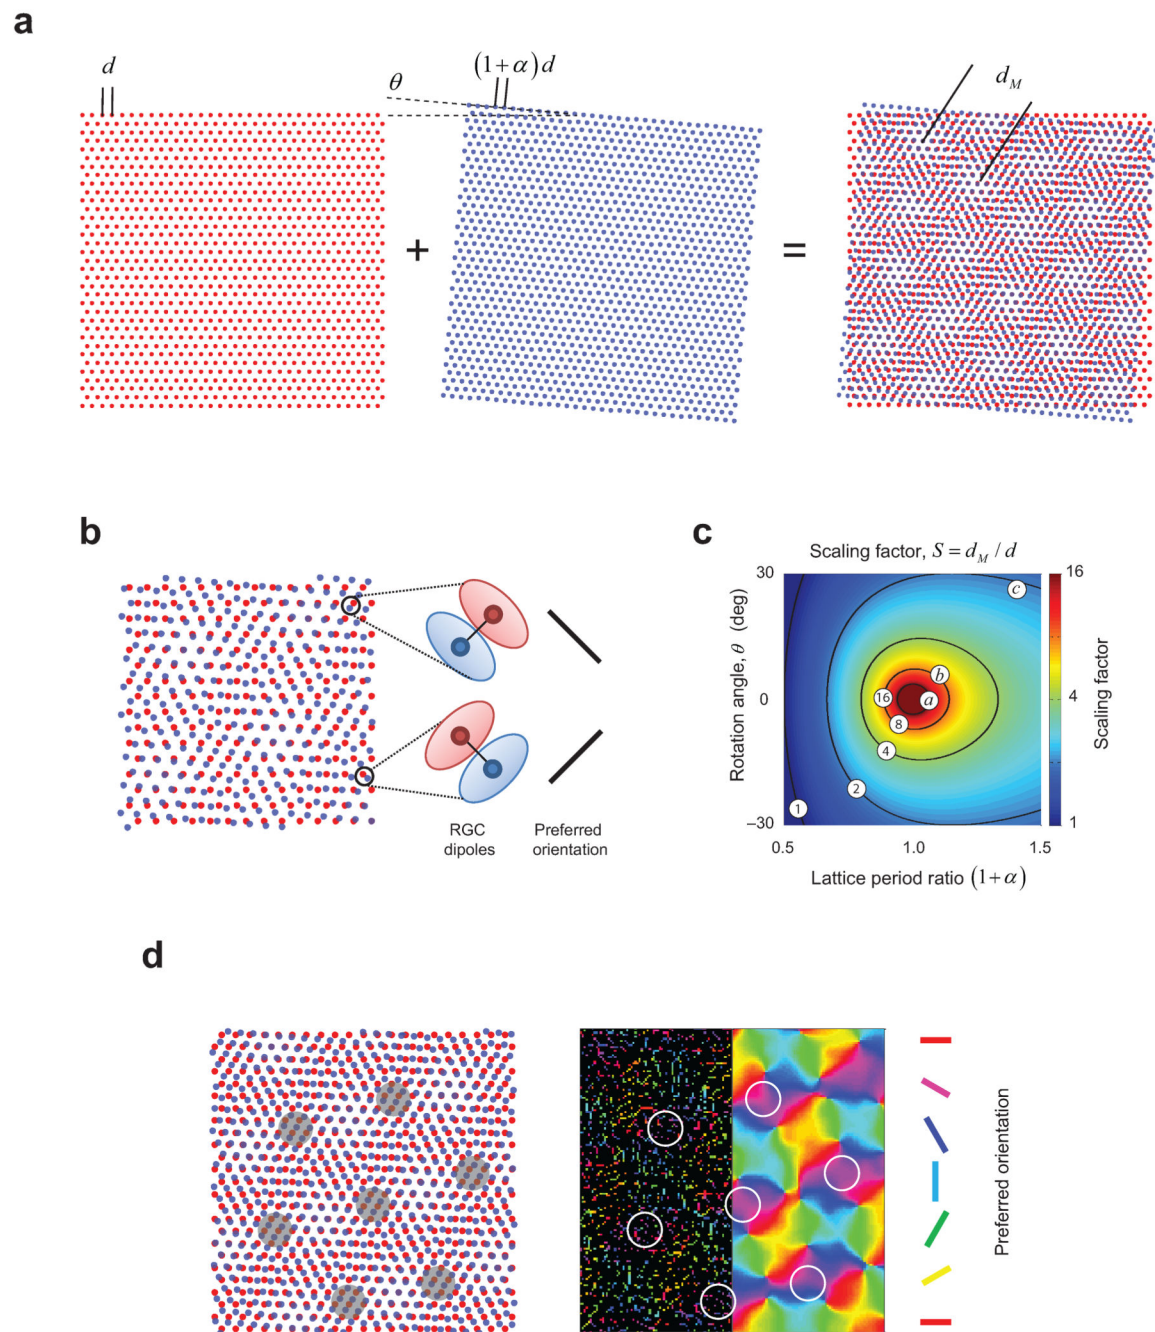 a
d
θ
(1+α)d
d_M
+
=
b
RGC
dipoles
Preferred
orientation
c
Scaling factor, S = d_M / d
Rotation angle, θ (deg)
30
0
−30
0.5
1.0
1.5
Lattice period ratio (1+α)
16
8
4
2
1
a
b
c
16
4
1
Scaling factor
d
Preferred orientation